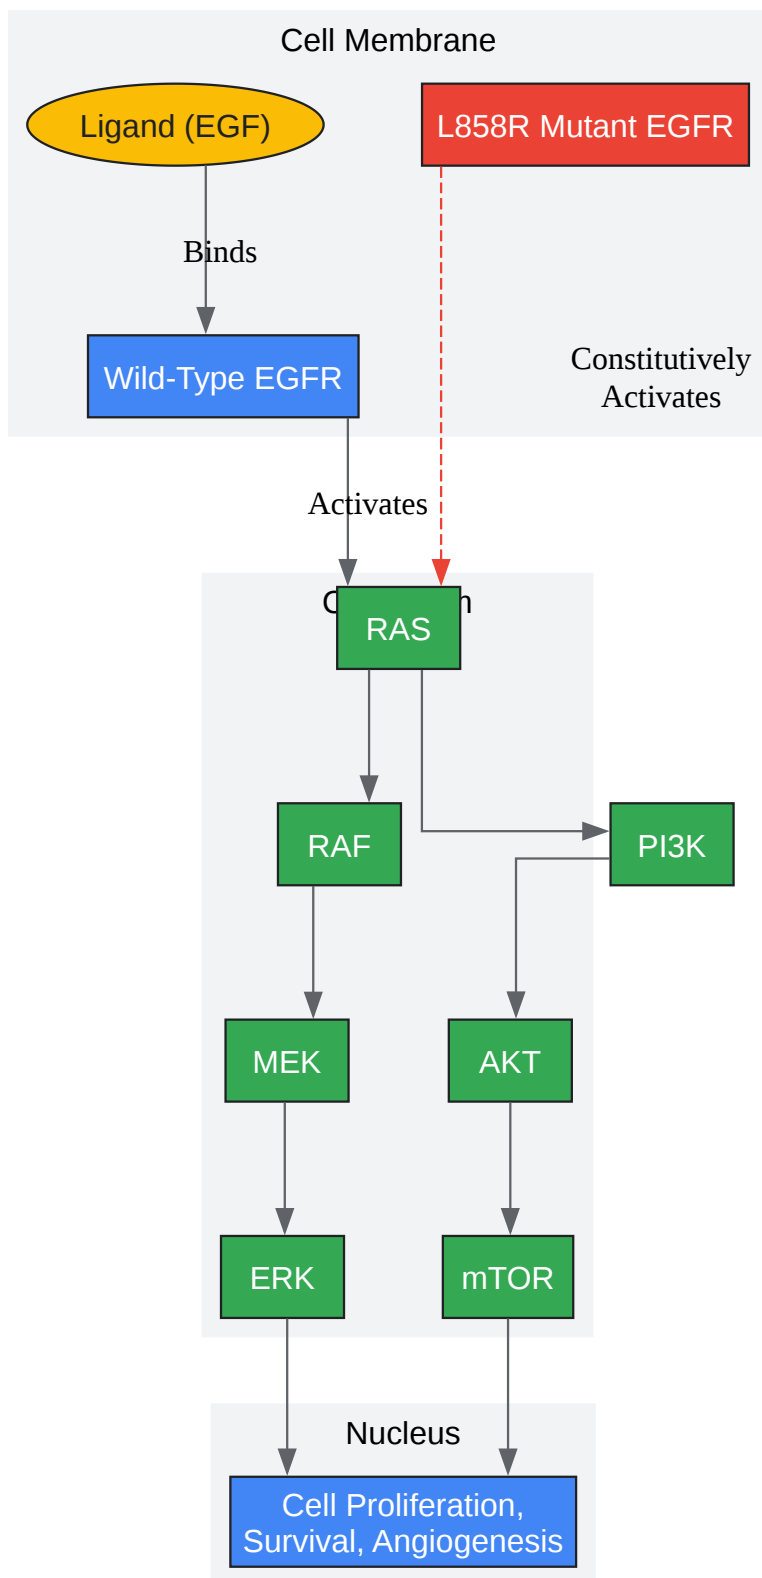 Cell Membrane
Ligand (EGF)
L858R Mutant EGFR
Binds
Wild-Type EGFR
Constitutively
Activates
Activates
RAS
RAF
PI3K
MEK
AKT
ERK
mTOR
Nucleus
Cell Proliferation,
Survival, Angiogenesis